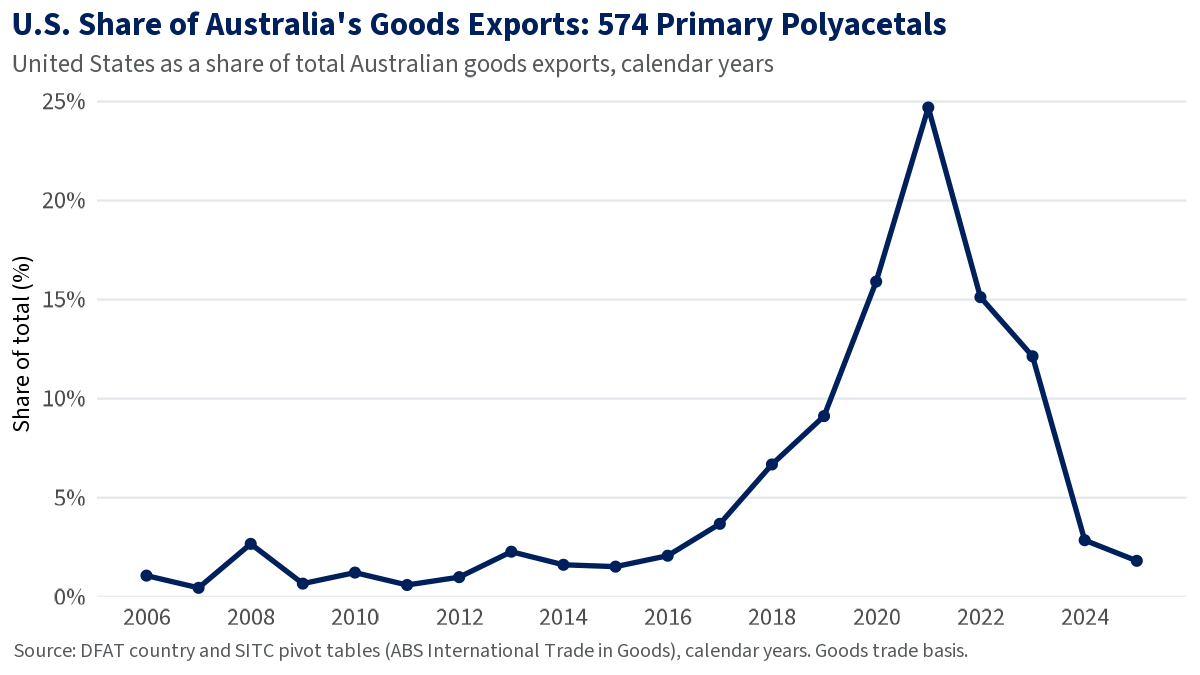 U.S. Share of Australia's Goods Exports: 574 Primary Polyacetals
United States as a share of total Australian goods exports, calendar years
Share of total (%)
25%
20%
15%
10%
5%
0%
2006 2008 2010 2012 2014 2016 2018 2020 2022 2024
Source: DFAT country and SITC pivot tables (ABS International Trade in Goods), calendar years. Goods trade basis.